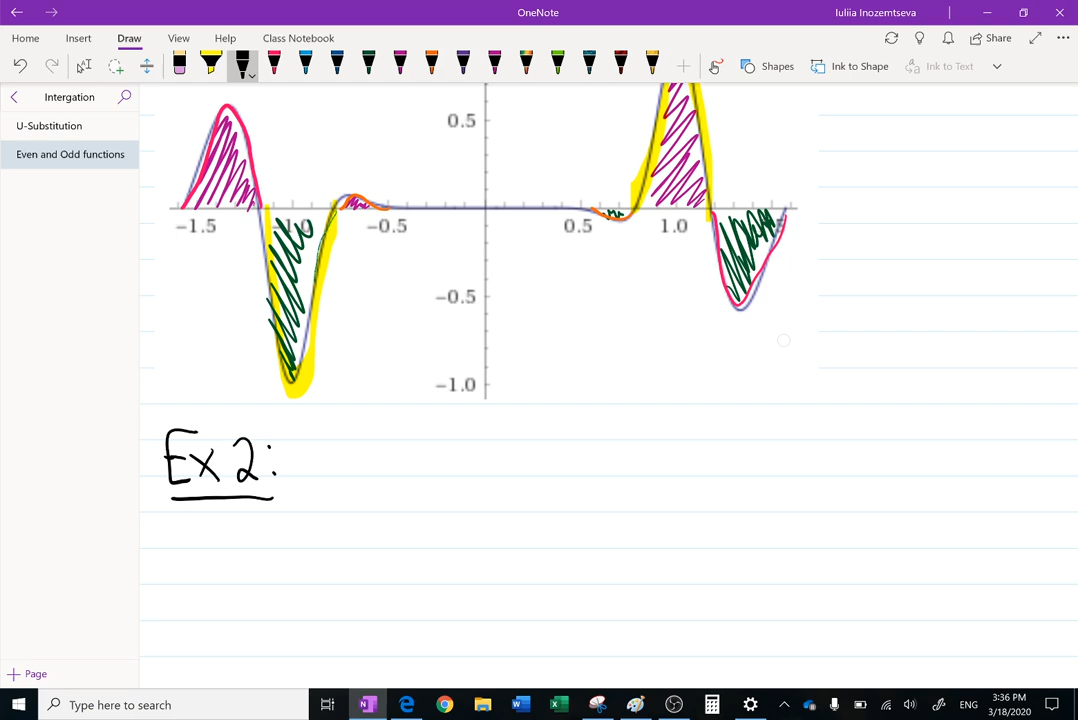 OneNote
Iuliia Inozemtseva
Home Insert Draw View Help Class Notebook
Share
Shapes Ink to Shape Ink to Text
Intergation
U-Substitution
Even and Odd functions
0.5
−1.5 −1.0 −0.5 0.5 1.0
−0.5
−1.0
Ex 2:
Page
Type here to search
ENG
3:36 PM
3/18/2020